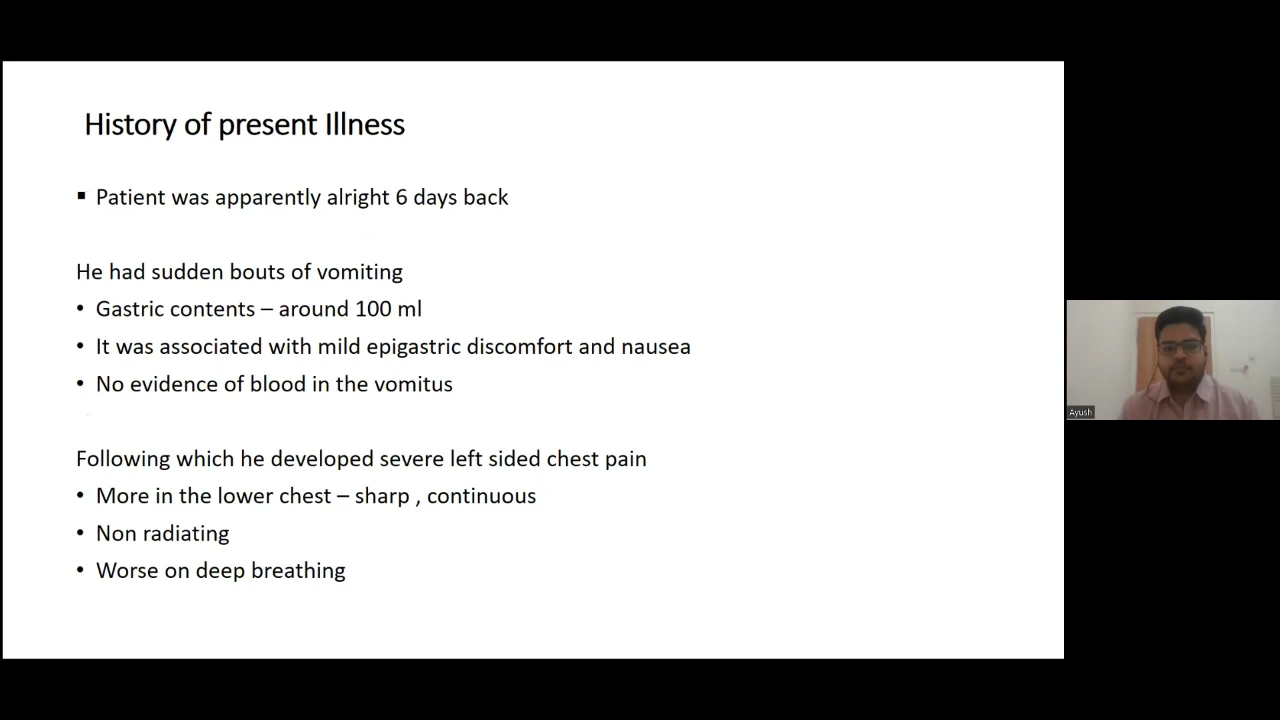 History of present Illness
▪ Patient was apparently alright 6 days back
He had sudden bouts of vomiting
• Gastric contents – around 100 ml
• It was associated with mild epigastric discomfort and nausea
• No evidence of blood in the vomitus
Following which he developed severe left sided chest pain
• More in the lower chest – sharp , continuous
• Non radiating
• Worse on deep breathing
Ayush